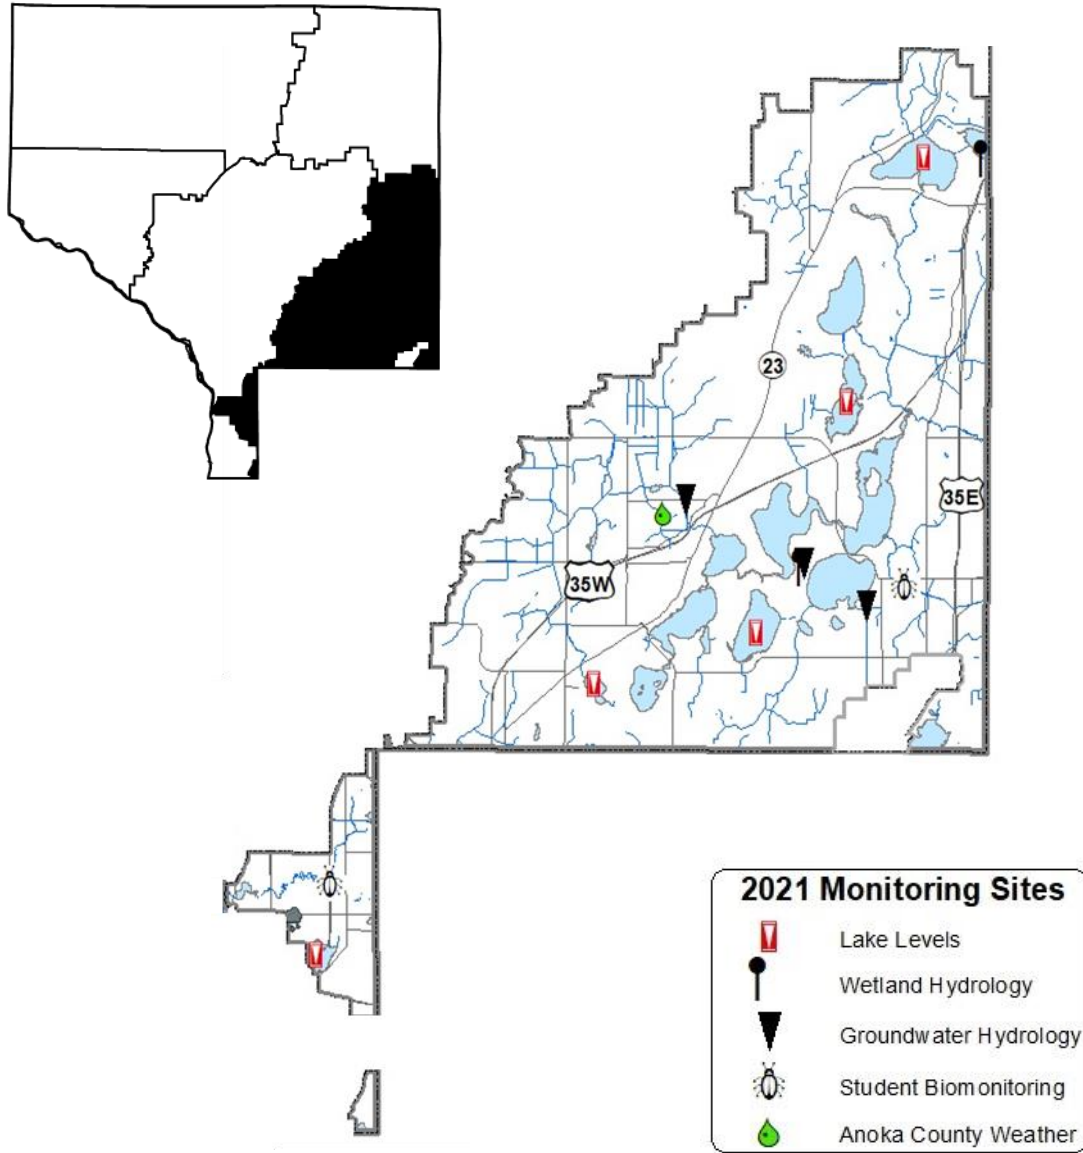 23
35E
35W
2021 Monitoring Sites
Lake Levels
Wetland Hydrology
Groundwater Hydrology
Student Biomonitoring
Anoka County Weather